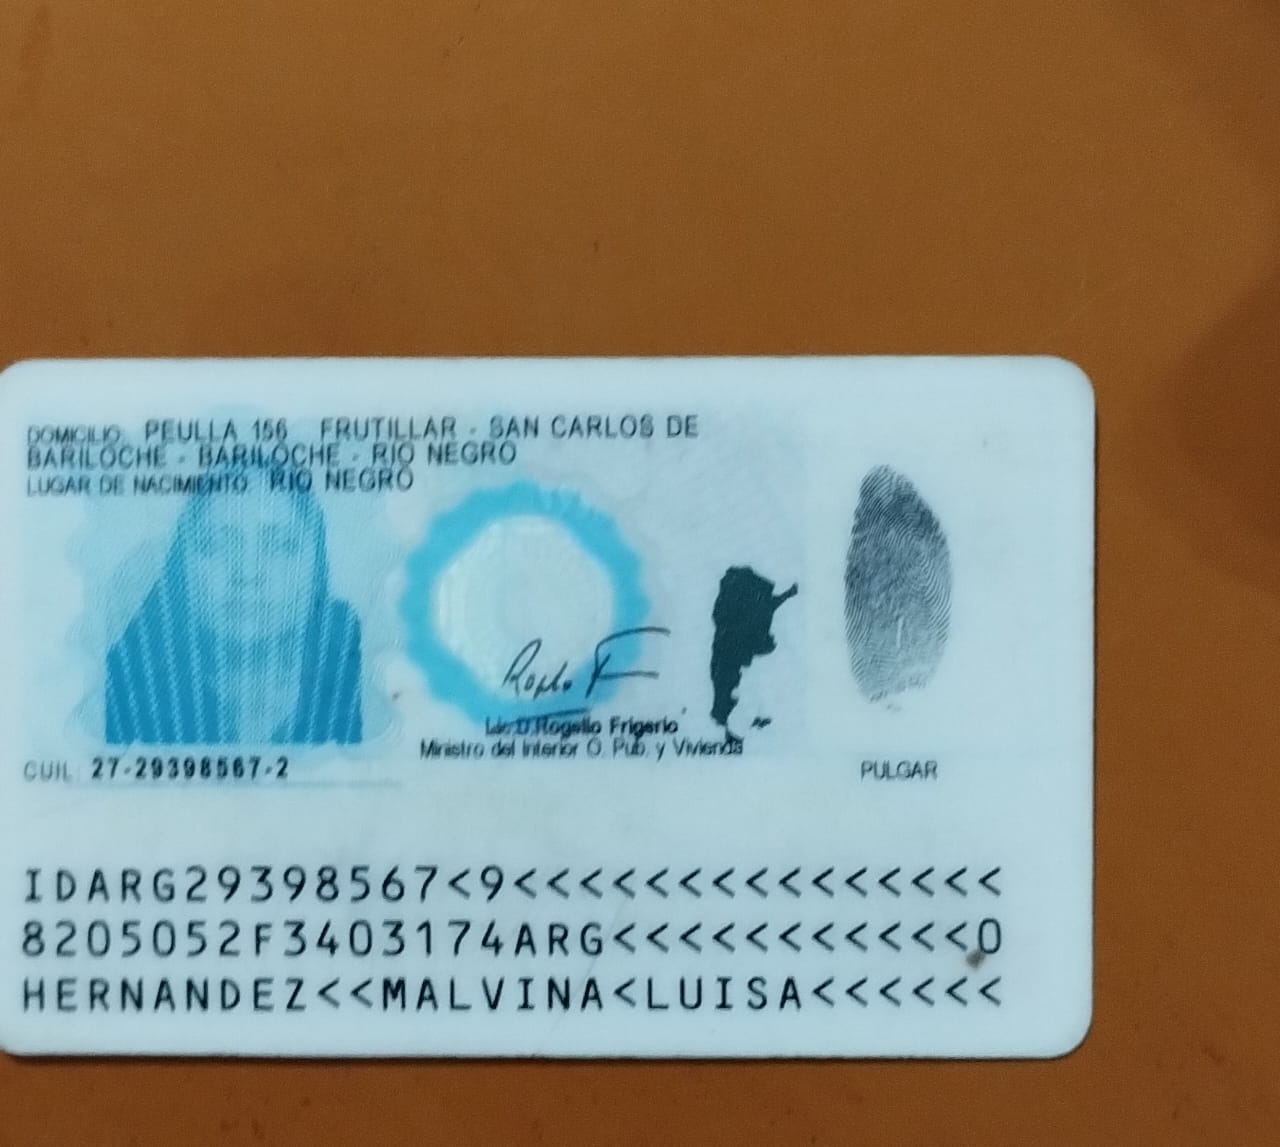 DOMICILIO: PEULLA 156 FRUTILLAR - SAN CARLOS DE
BARILOCHE - BARILOCHE - RIO NEGRO
LUGAR DE NACIMIENTO: RIO NEGRO
Lic D Rogelio Frigerio
Ministro del Interior O. Pub. y Vivienda
CUIL: 27-29398567-2
PULGAR
IDARG29398567<9<<<<<<<<<<<<<<<
8205052F3403174ARG<<<<<<<<<<<0
HERNANDEZ<<MALVINA<LUISA<<<<<<